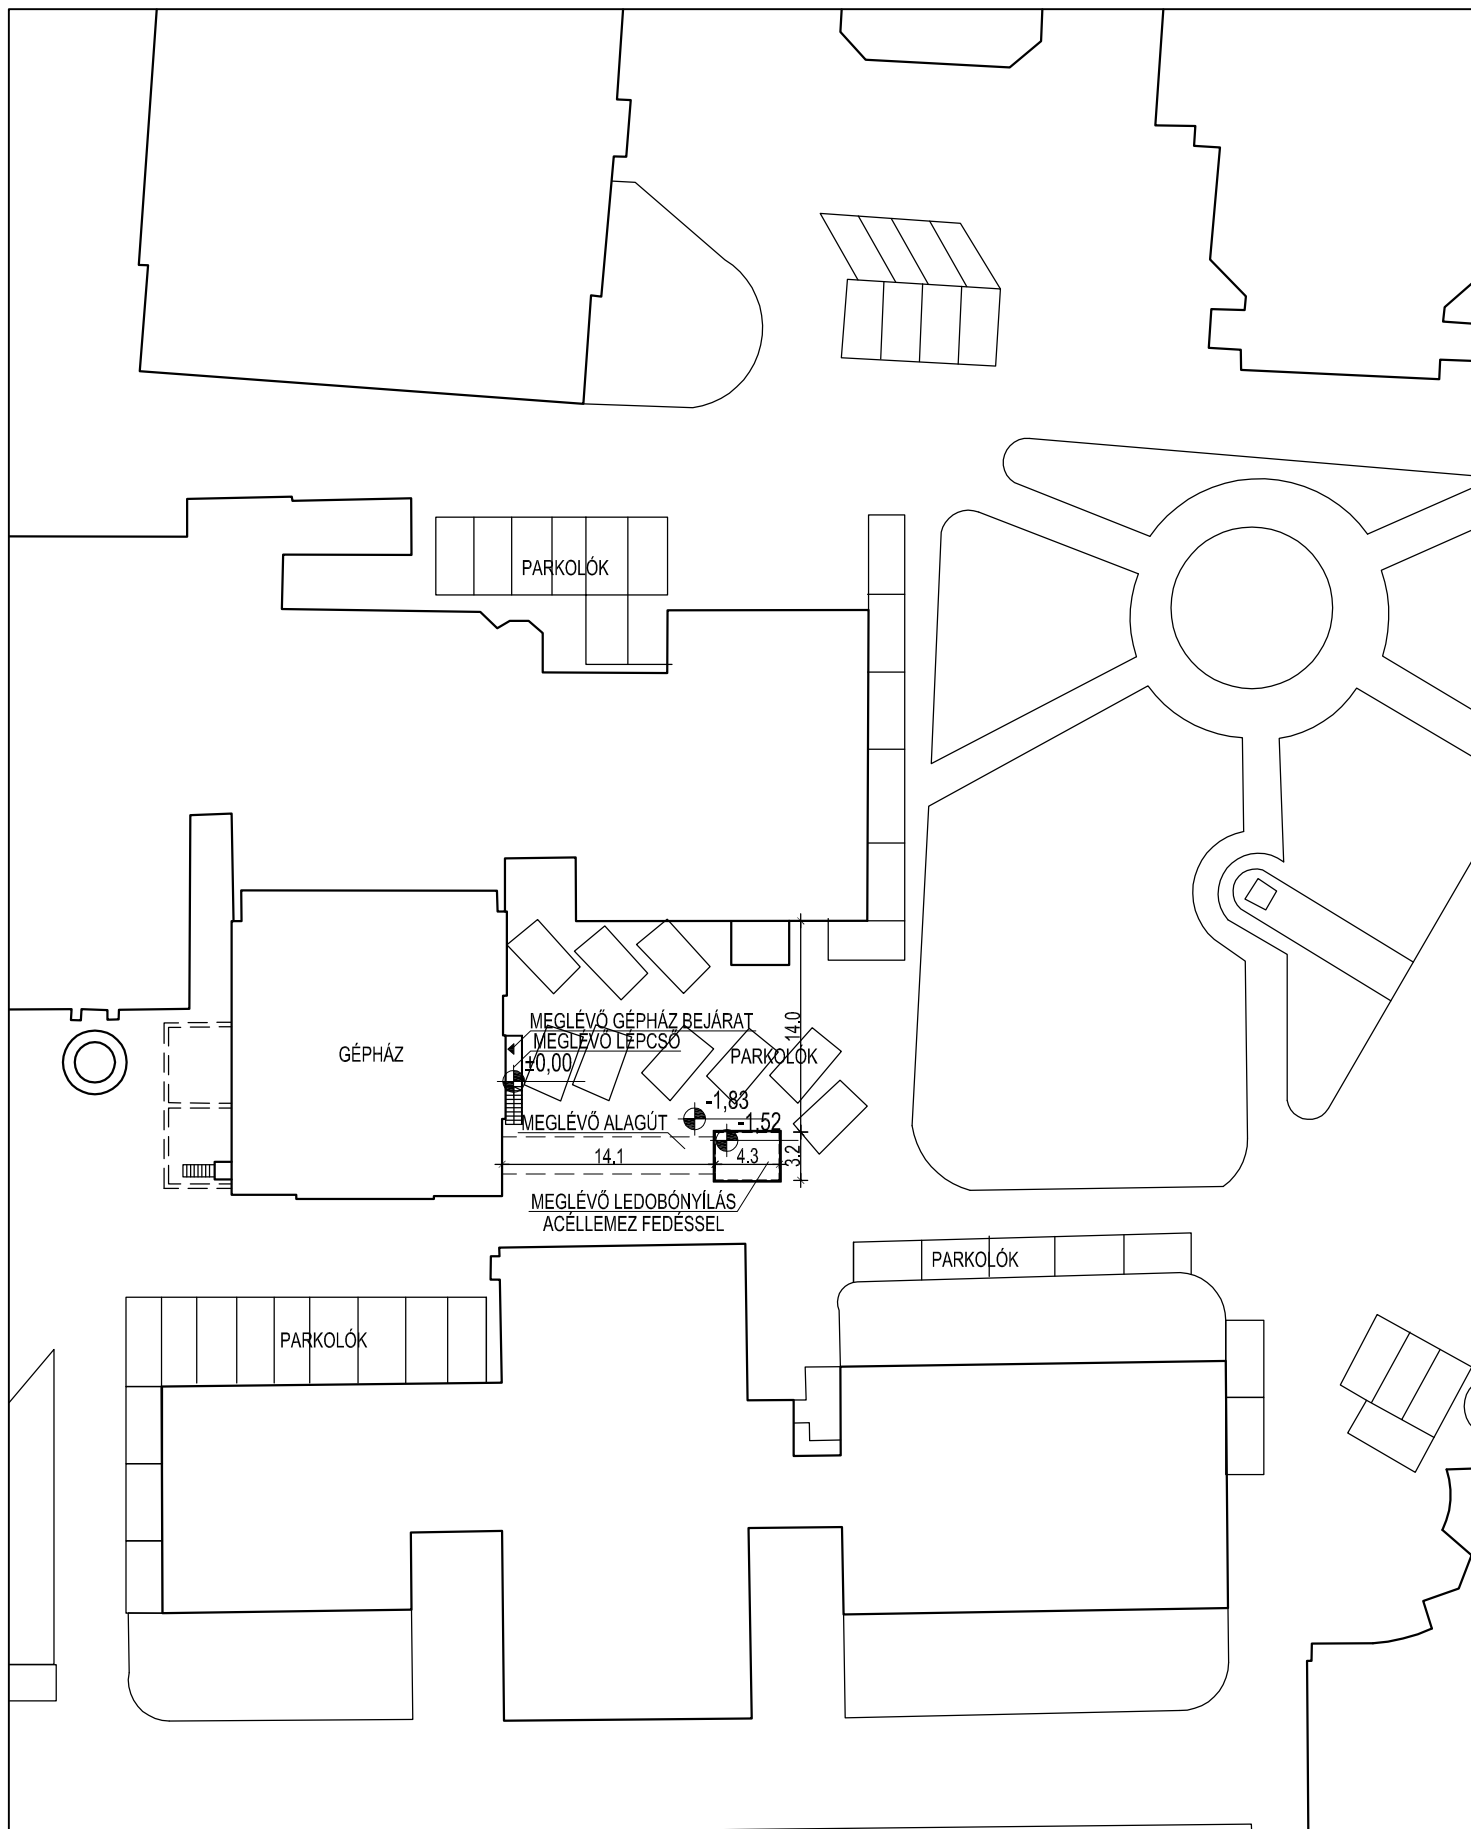 PARKOLÓK
14.0
MEGLÉVŐ GÉPHÁZ BEJÁRAT
MEGLÉVŐ LÉPCSŐ
GÉPHÁZ
PARKOLÓK
±0,00
-1,83
MEGLÉVŐ ALAGÚT
-1,52
14.1
4.3
3.2
MEGLÉVŐ LEDOBÓNYÍLÁS
ACÉLLEMEZ FEDÉSSEL
PARKOLÓK
PARKOLÓK